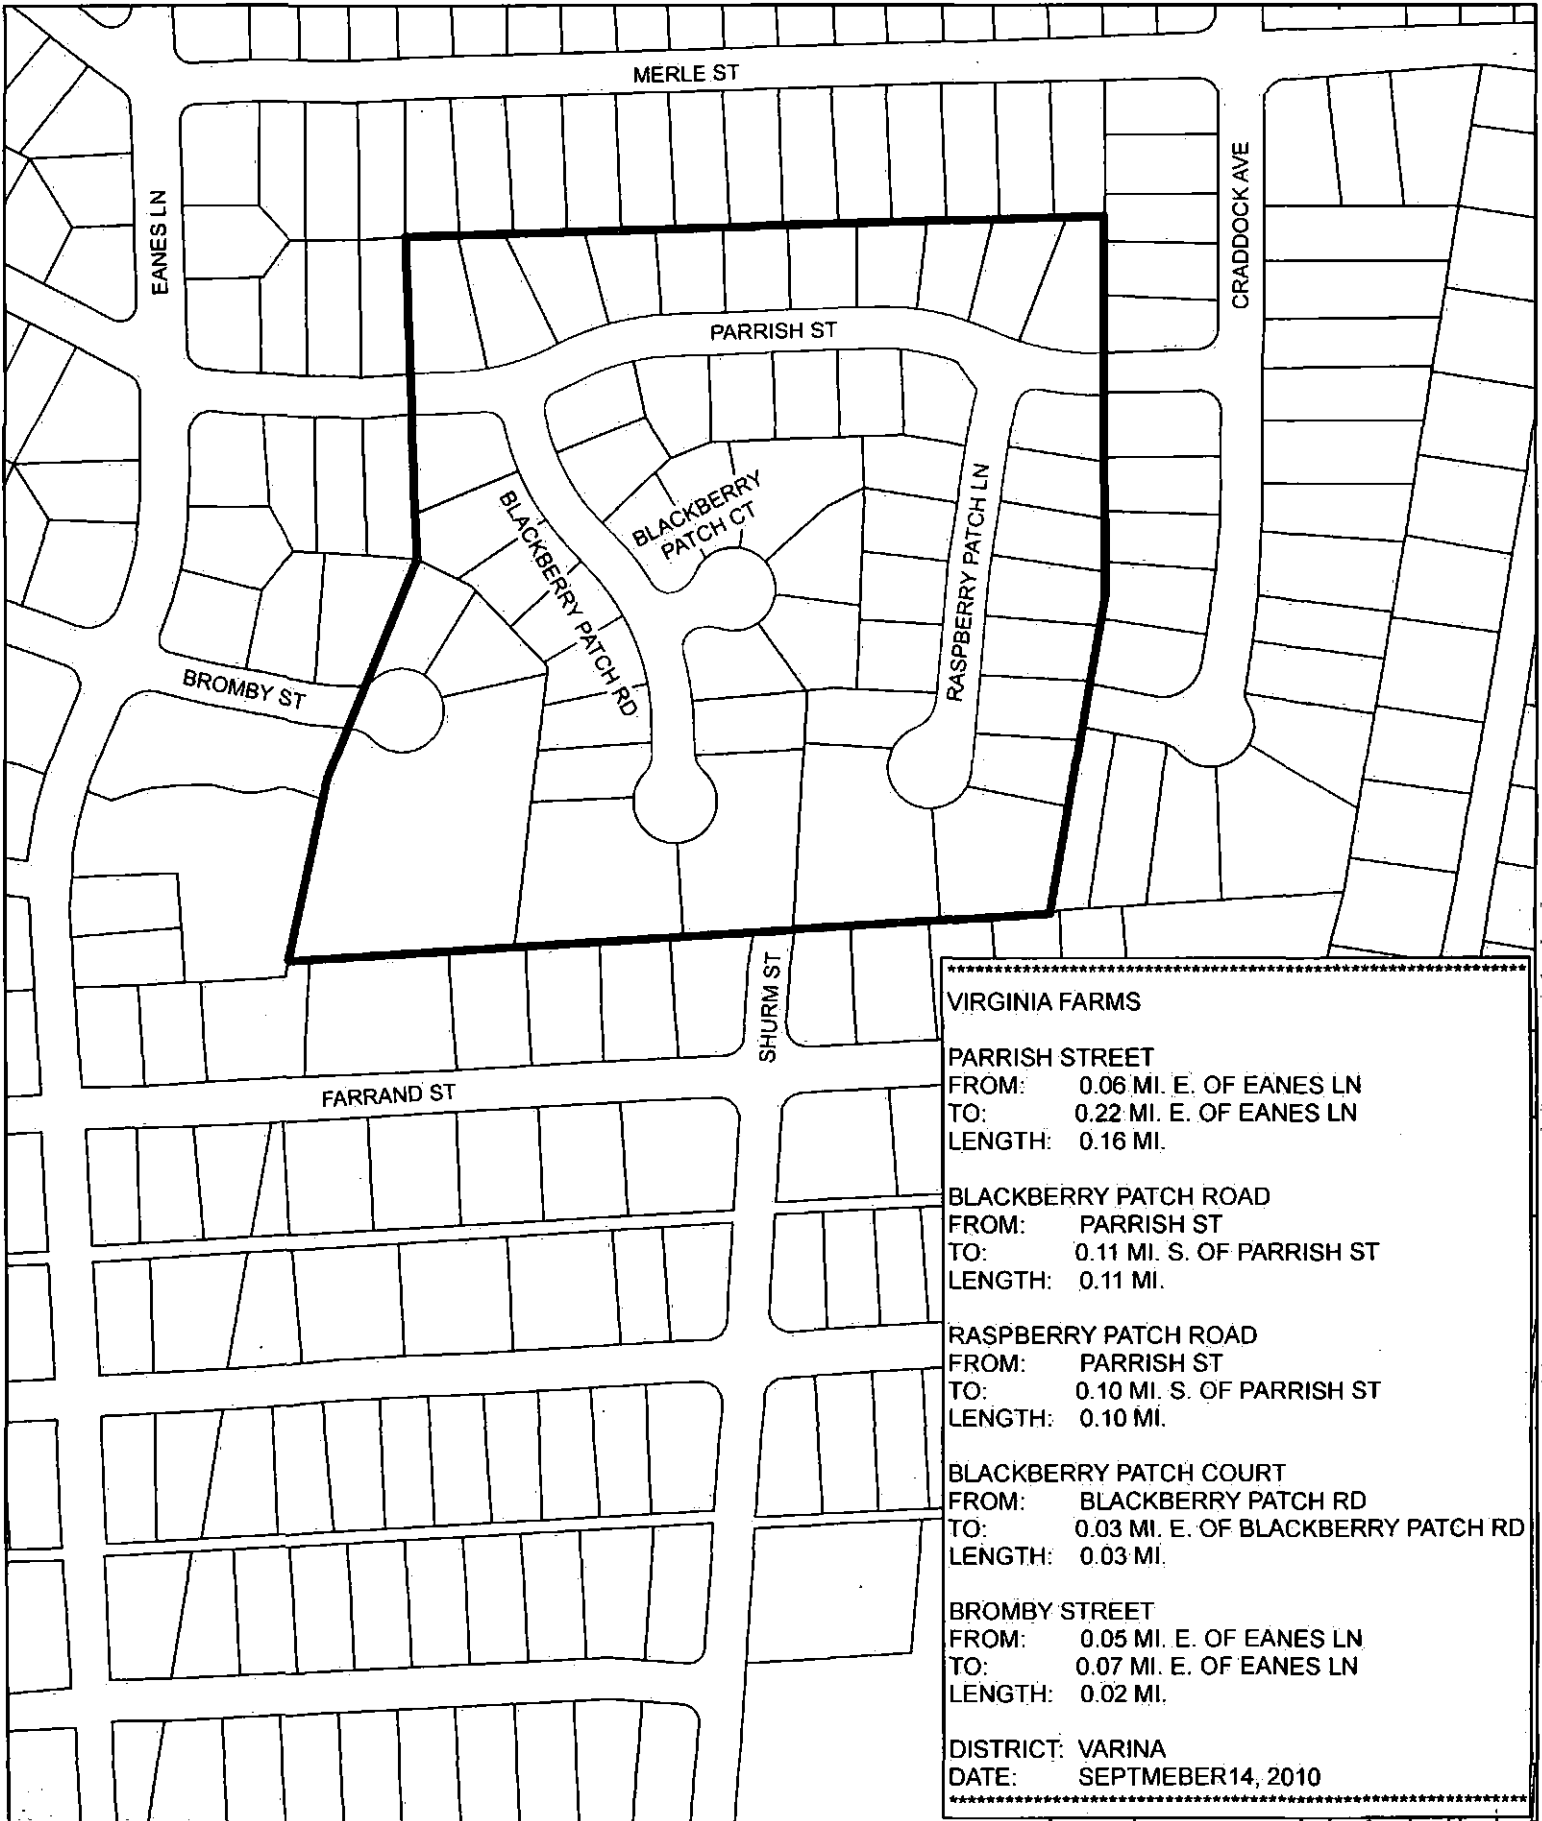 MERLE ST
EANES LN
CRADDOCK AVE
PARRISH ST
BLACKBERRY
PATCH CT
BLACKBERRY PATCH RD
RASPBERRY PATCH LN
BROMBY ST
SHURM ST
FARRAND ST
****************************************************************************************
VIRGINIA FARMS
PARRISH STREET
FROM: 0.06 MI. E. OF EANES LN
TO: 0.22 MI. E. OF EANES LN
LENGTH: 0.16 MI.
BLACKBERRY PATCH ROAD
FROM: PARRISH ST
TO: 0.11 MI. S. OF PARRISH ST
LENGTH: 0.11 MI.
RASPBERRY PATCH ROAD
FROM: PARRISH ST
TO: 0.10 MI. S. OF PARRISH ST
LENGTH: 0.10 MI.
BLACKBERRY PATCH COURT
FROM: BLACKBERRY PATCH RD
TO: 0.03 MI. E. OF BLACKBERRY PATCH RD
LENGTH: 0.03 MI.
BROMBY STREET
FROM: 0.05 MI. E. OF EANES LN
TO: 0.07 MI. E. OF EANES LN
LENGTH: 0.02 MI.
DISTRICT: VARINA
DATE: SEPTMEBER14, 2010
****************************************************************************************